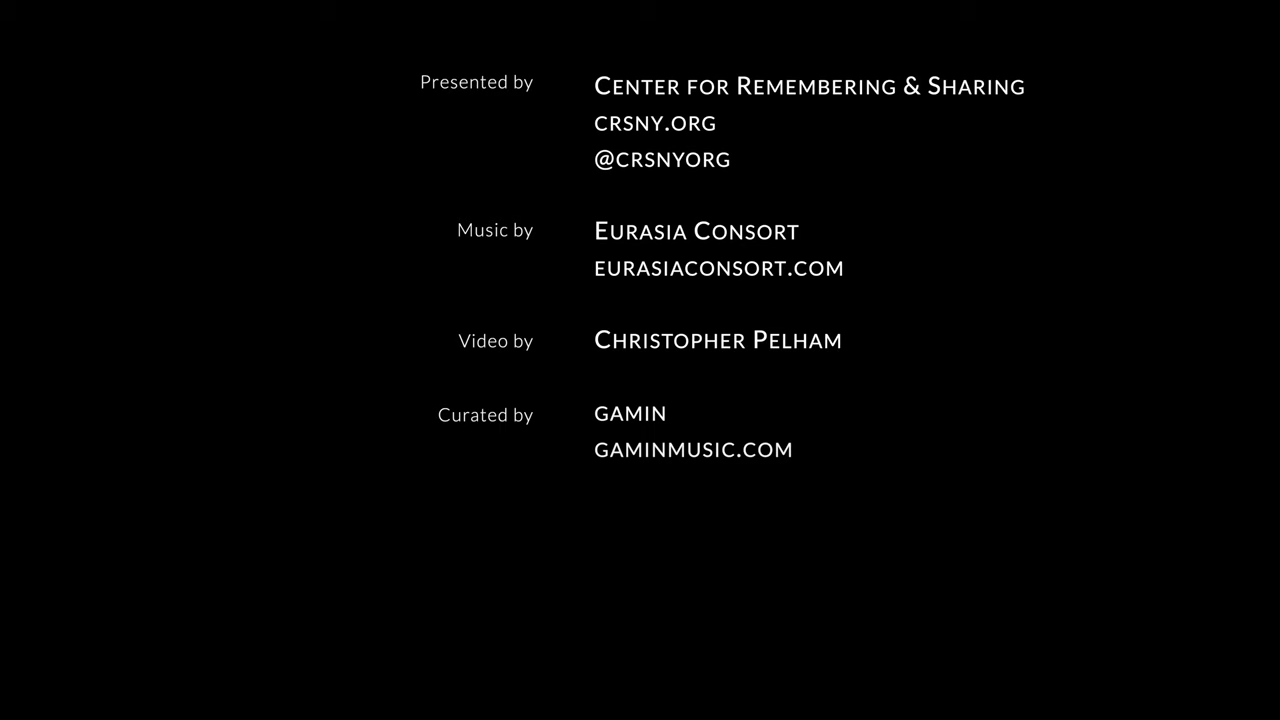 Presented by CENTER FOR REMEMBERING & SHARING
CRSNY.ORG
@CRSNYORG
Music by EURASIA CONSORT
EURASIACONSORT.COM
Video by CHRISTOPHER PELHAM
Curated by GAMIN
GAMINMUSIC.COM